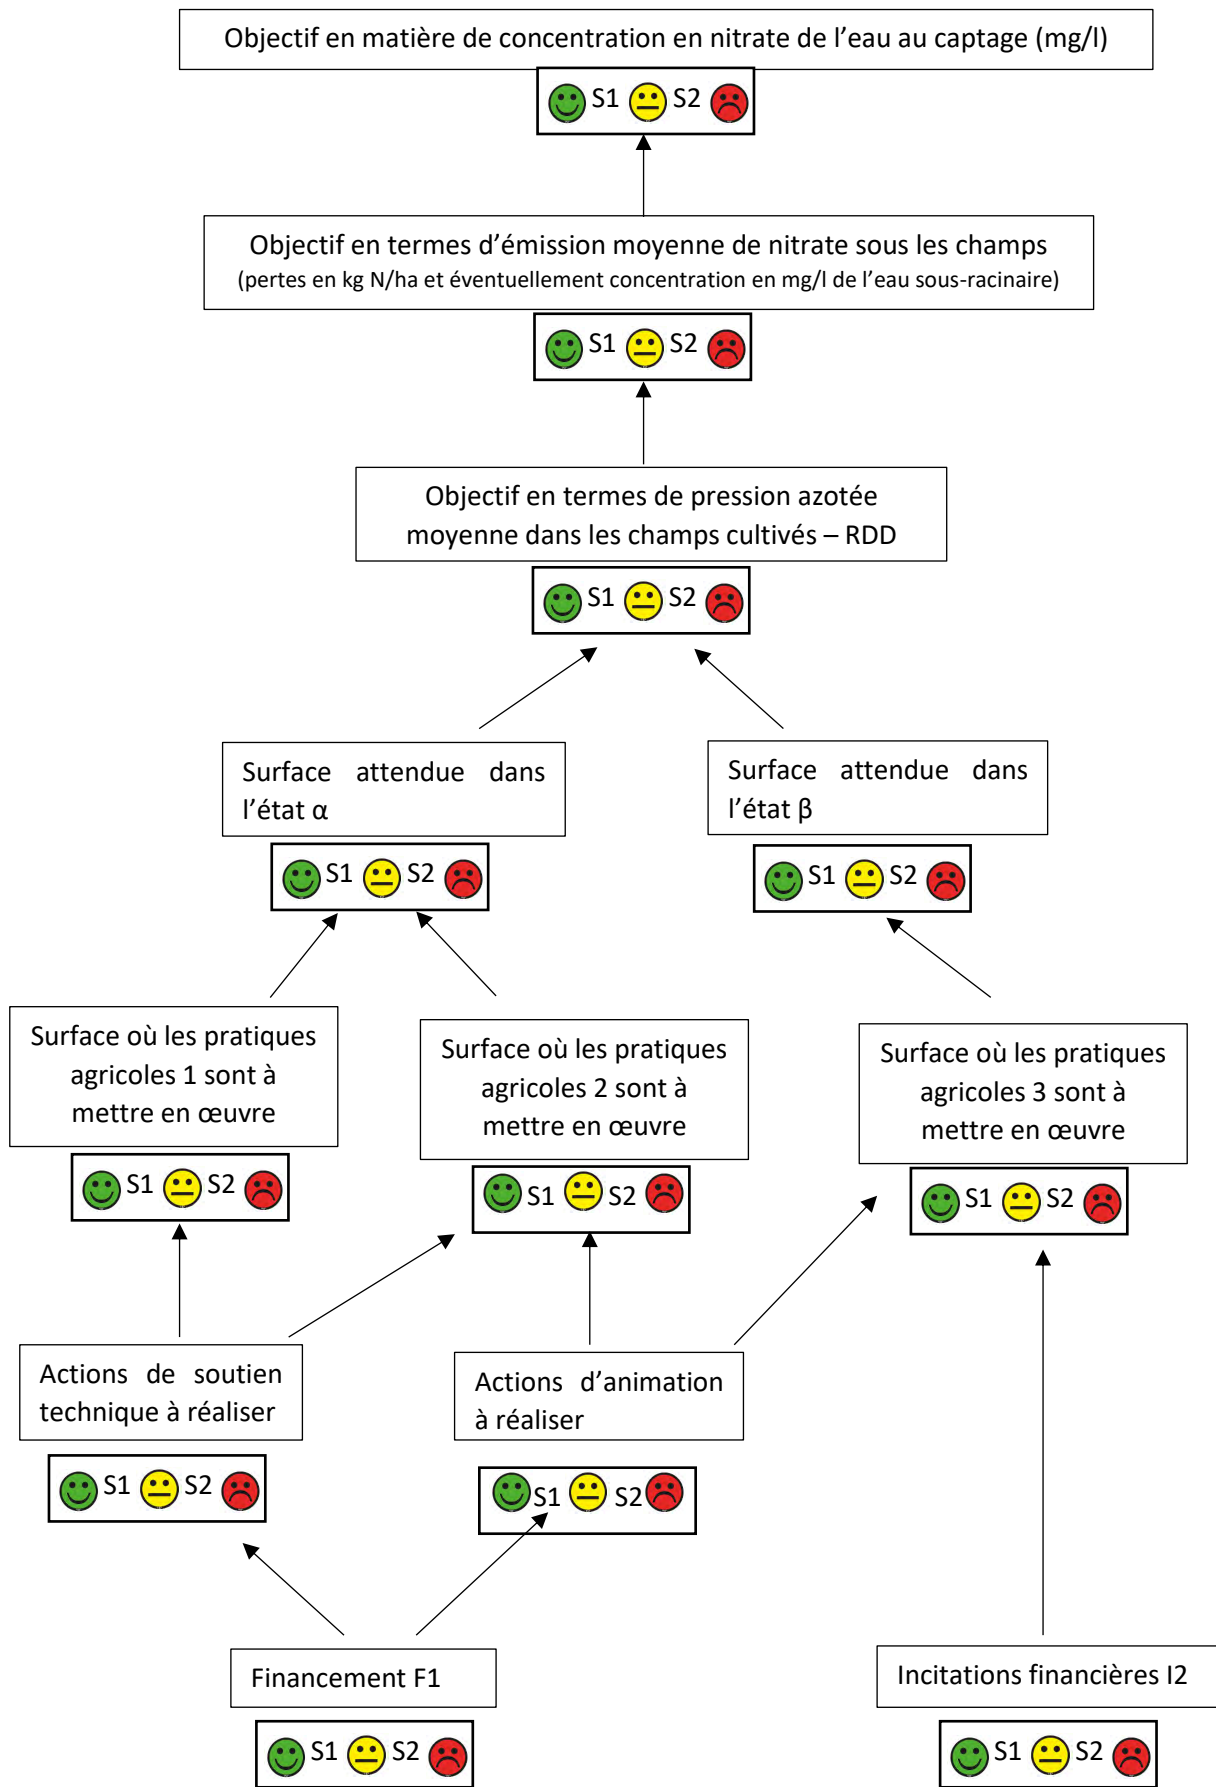 Objectif en matière de concentration en nitrate de l’eau au captage (mg/l)
S1 S2
Objectif en termes d’émission moyenne de nitrate sous les champs
(pertes en kg N/ha et éventuellement concentration en mg/l de l’eau sous-racinaire)
S1 S2
Objectif en termes de pression azotée
moyenne dans les champs cultivés – RDD
S1 S2
Surface attendue dans
l’état α
S1 S2
Surface attendue dans
l’état β
S1 S2
Surface où les pratiques
agricoles 1 sont à
mettre en œuvre
S1 S2
Surface où les pratiques
agricoles 2 sont à
mettre en œuvre
S1 S2
Surface où les pratiques
agricoles 3 sont à
mettre en œuvre
S1 S2
Actions de soutien
technique à réaliser
S1 S2
Actions d’animation
à réaliser
S1 S2
Financement F1
S1 S2
Incitations financières I2
S1 S2